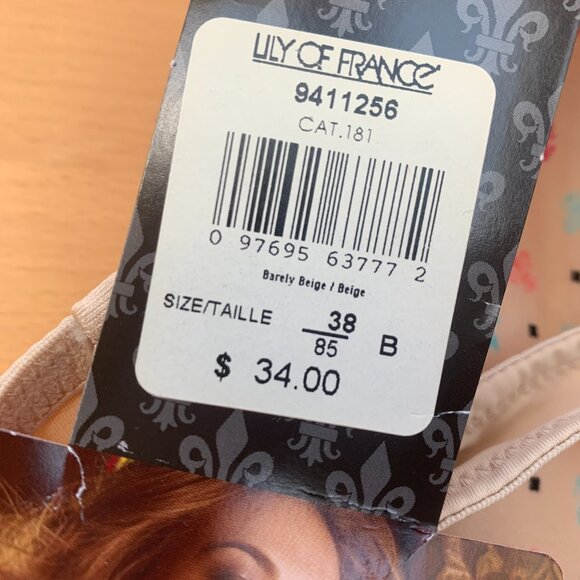 LILY OF FRANCE
9411256
CAT.181
0 97695 63777 2
Barely Beige / Beige
SIZE/TAILLE 38 B
85
$ 34.00